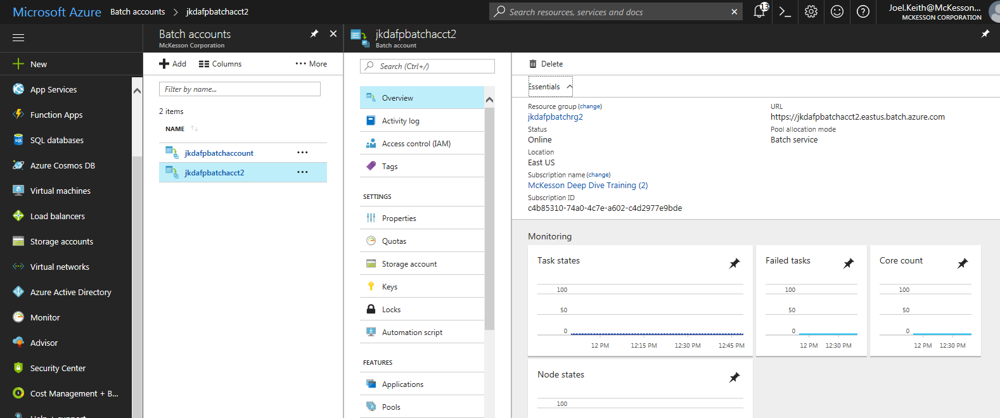 Microsoft Azure Batch accounts > jkdafpbatchacct2
Search resources, services and docs
13
Joel.Keith@McKesson...
MCKESSON CORPORATION
New
App Services
Function Apps
SQL databases
Azure Cosmos DB
Virtual machines
Load balancers
Storage accounts
Virtual networks
Azure Active Directory
Monitor
Advisor
Security Center
Cost Management + B...
Help + support
Batch accounts
McKesson Corporation
Add Columns ... More
Filter by name...
2 items
NAME
jkdafpbatchaccount ...
jkdafpbatchacct2 ...
jkdafpbatchacct2
Batch account
Search (Ctrl+/)
Overview
Activity log
Access control (IAM)
Tags
SETTINGS
Properties
Quotas
Storage account
Keys
Locks
Automation script
FEATURES
Applications
Pools
Delete
Essentials
Resource group (change)
jkdafpbatchrg2
Status
Online
Location
East US
Subscription name (change)
McKesson Deep Dive Training (2)
Subscription ID
c4b85310-74a0-4c7e-a602-c4d2977e9bde
URL
https://jkdafpbatchacct2.eastus.batch.azure.com
Pool allocation mode
Batch service
Monitoring
Task states
100
50
0
12 PM 12:15 PM 12:30 PM 12:45 PM
Failed tasks
100
50
0
12 PM 12:30 PM
Core count
100
50
0
12 PM 12:30 PM
Node states
100